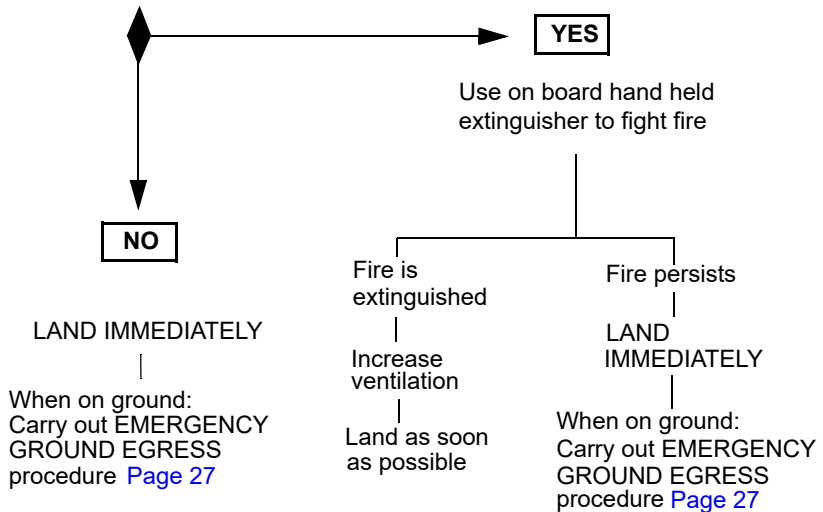 YES
Use on board hand held
extinguisher to fight fire
NO
LAND IMMEDIATELY
When on ground:
Carry out EMERGENCY
GROUND EGRESS
procedure Page 27
Fire is
extinguished
Increase
ventilation
Land as soon
as possible
Fire persists
LAND
IMMEDIATELY
When on ground:
Carry out EMERGENCY
GROUND EGRESS
procedure Page 27